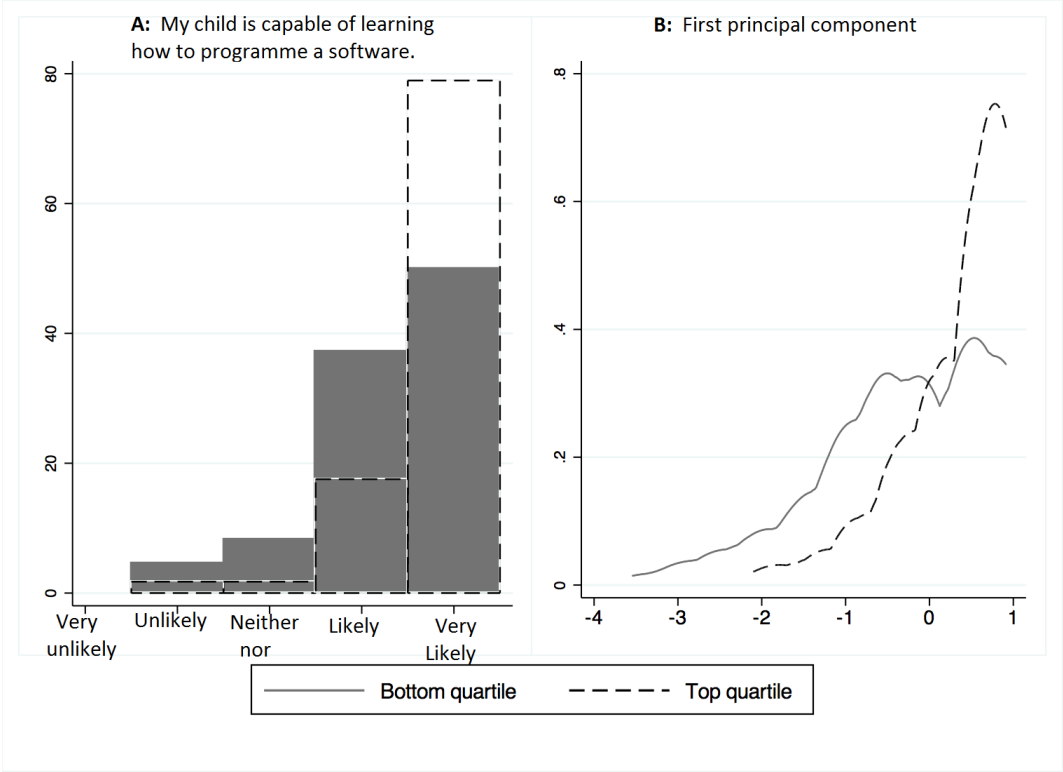 A: My child is capable of learning
how to programme a software.
80
60
40
20
0
Very
unlikely
Unlikely
Neither
nor
Likely
Very
Likely
B: First principal component
.8
.6
.4
.2
0
-4 -3 -2 -1 0 1
Bottom quartile Top quartile